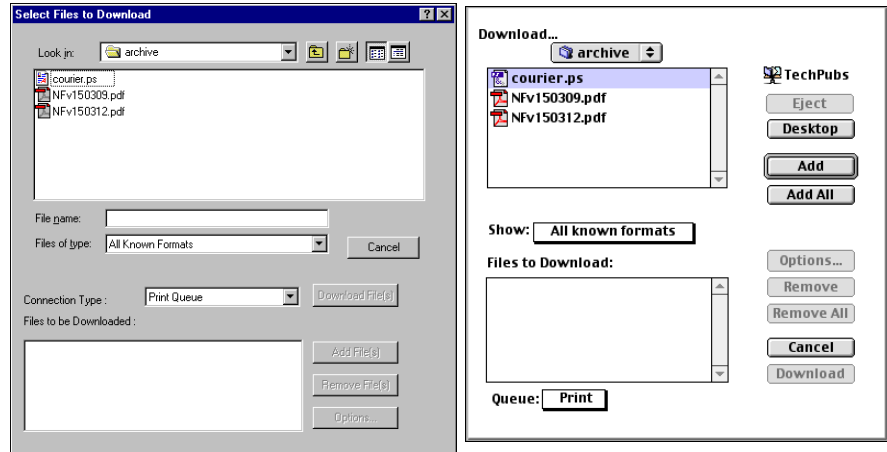 Select Files to Download
Look in: archive
courier.ps
NFv150309.pdf
NFv150312.pdf
File name:
Files of type: All Known Formats
Cancel
Connection Type : Print Queue
Download File(s)
Files to be Downloaded :
Add File(s)
Remove File(s)
Options...
Download...
archive
courier.ps
NFv150309.pdf
NFv150312.pdf
TechPubs
Eject
Desktop
Add
Add All
Show: All known formats
Files to Download:
Options...
Remove
Remove All
Cancel
Download
Queue: Print